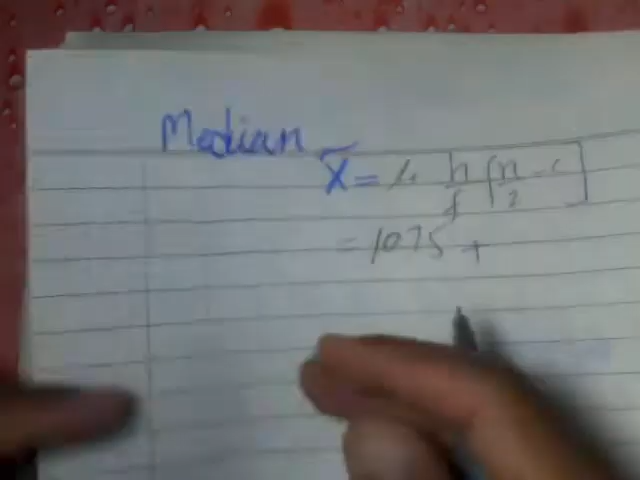 Median
x̃ = L h/f [n/2 - c]
= 1075 +